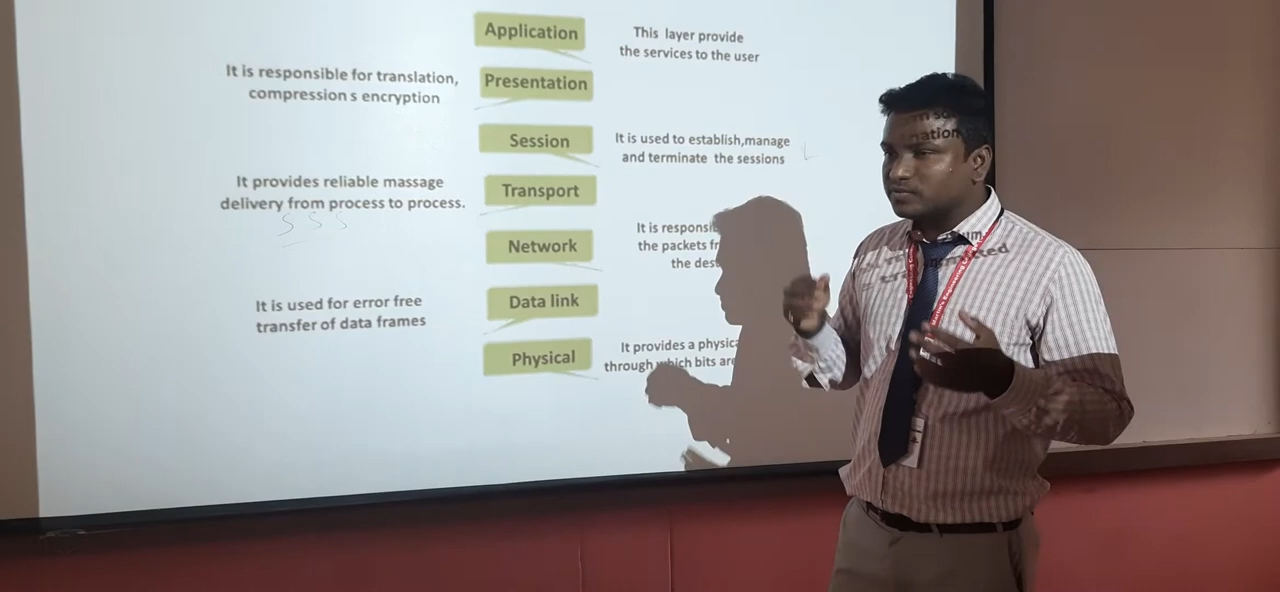 Application
This layer provide
the services to the user
It is responsible for translation,
compression s encryption
Presentation
Session
It is used to establish,manage
and terminate the sessions
It provides reliable massage
delivery from process to process.
Transport
SSS
Network
It is
the packets
the
It is used for error free
transfer of data frames
Data link
Physical
It provides a
through which bits are